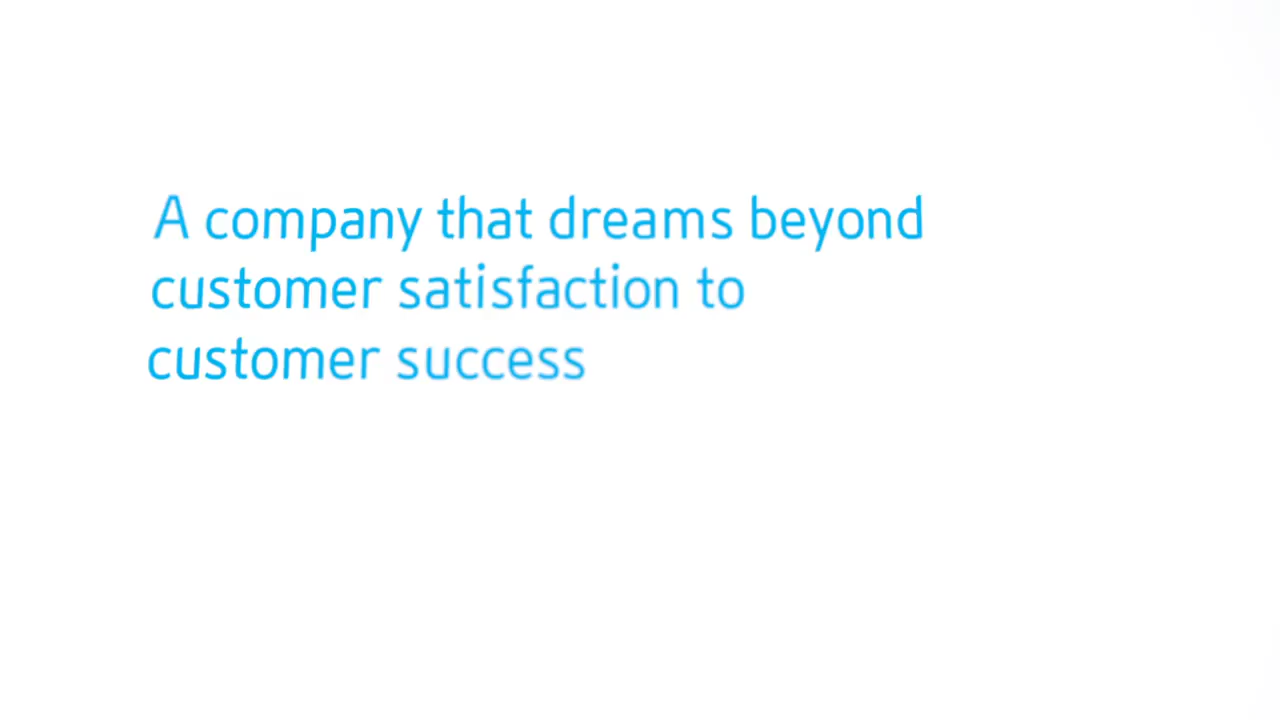 A company that dreams beyond
customer satisfaction to
customer success